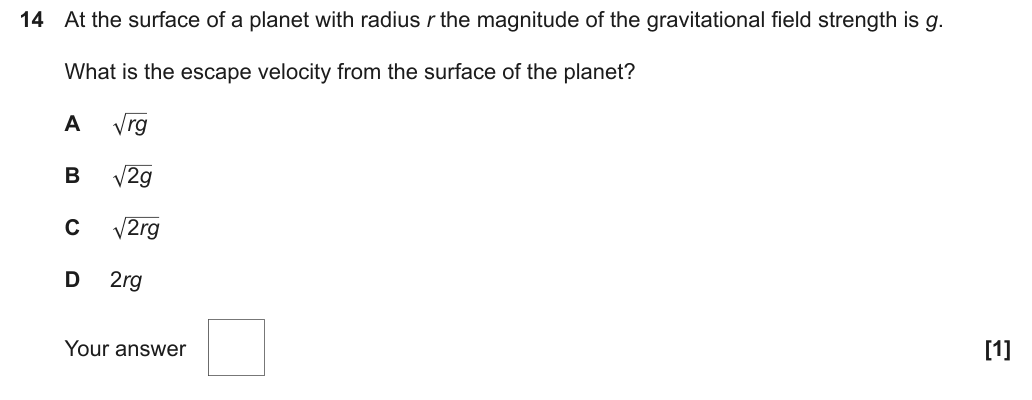 14 At the surface of a planet with radius r the magnitude of the gravitational field strength is g.
What is the escape velocity from the surface of the planet?
A √rg
B √2g
C √2rg
D 2rg
Your answer [1]